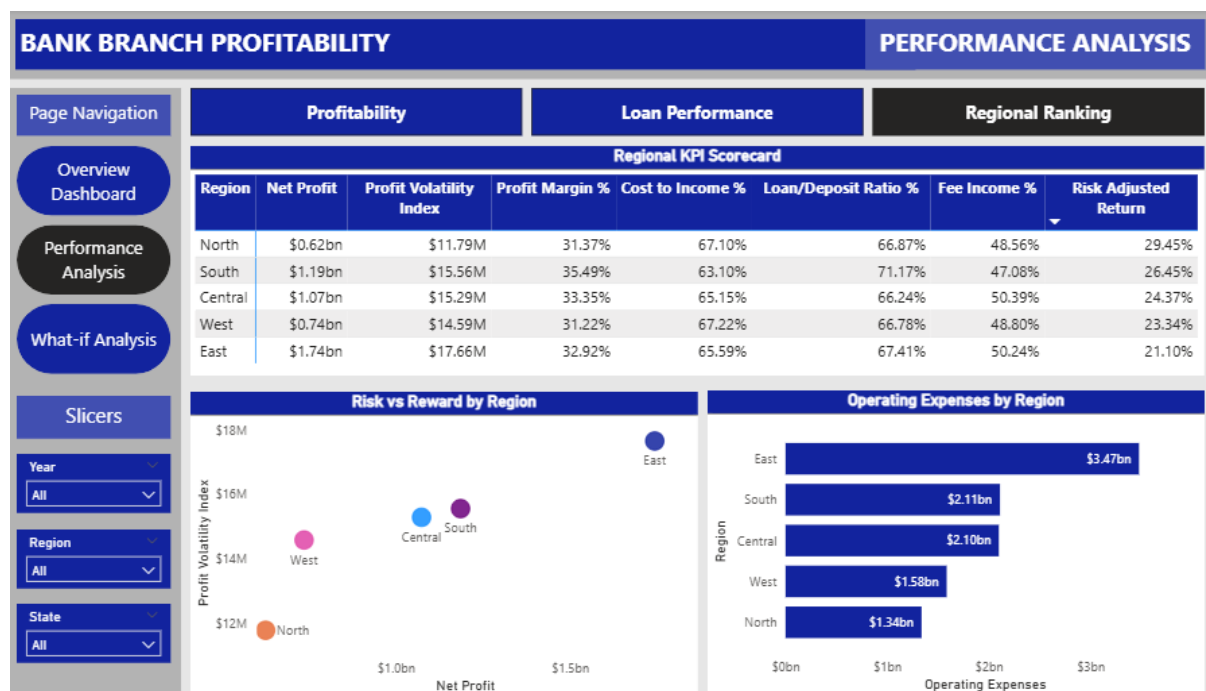 BANK BRANCH PROFITABILITY
PERFORMANCE ANALYSIS
Page Navigation
Overview
Dashboard
Performance
Analysis
What-if Analysis
Slicers
Year
All
Region
All
State
All
Profitability
Loan Performance
Regional Ranking
Regional KPI Scorecard
Region Net Profit Profit Volatility Index Profit Margin % Cost to Income % Loan/Deposit Ratio % Fee Income % Risk Adjusted Return
North $0.62bn $11.79M 31.37% 67.10% 66.87% 48.56% 29.45%
South $1.19bn $15.56M 35.49% 63.10% 71.17% 47.08% 26.45%
Central $1.07bn $15.29M 33.35% 65.15% 66.24% 50.39% 24.37%
West $0.74bn $14.59M 31.22% 67.22% 66.78% 48.80% 23.34%
East $1.74bn $17.66M 32.92% 65.59% 67.41% 50.24% 21.10%
Risk vs Reward by Region
Profit Volatility Index
$18M
$16M
$14M
$12M
East
South
Central
West
North
$1.0bn $1.5bn
Net Profit
Operating Expenses by Region
Region
East $3.47bn
South $2.11bn
Central $2.10bn
West $1.58bn
North $1.34bn
$0bn $1bn $2bn $3bn
Operating Expenses